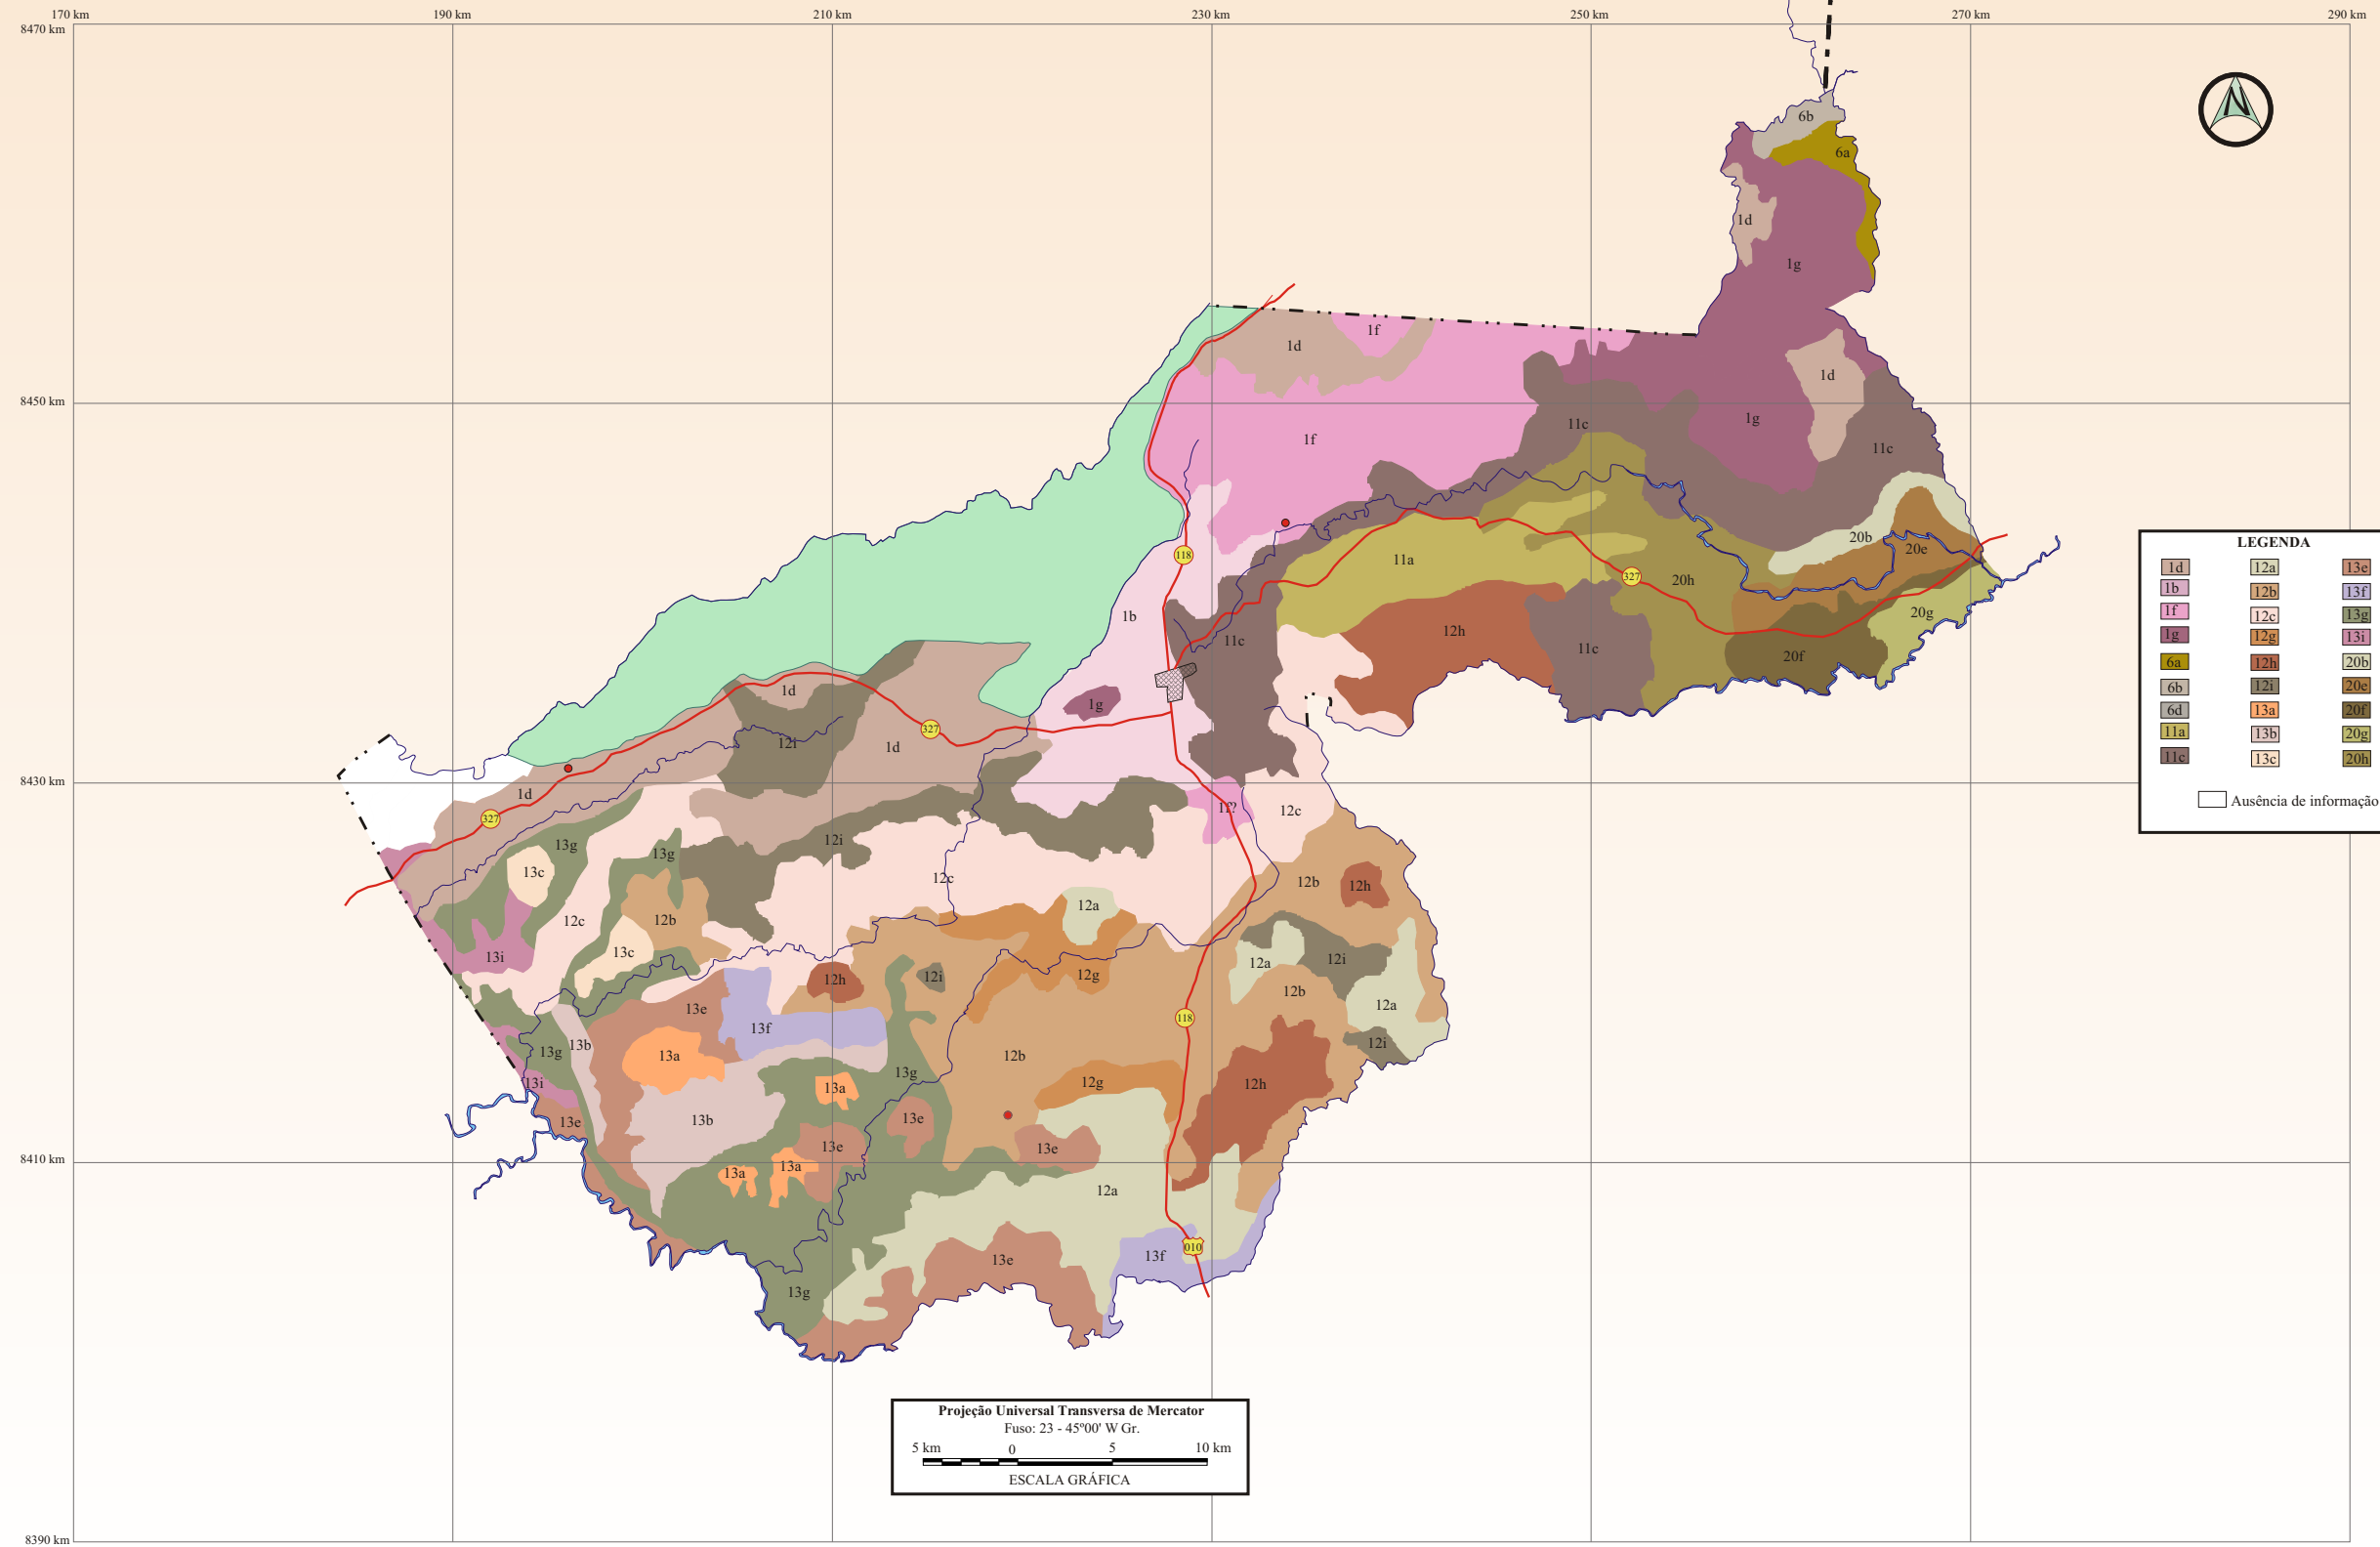 170 km 190 km 210 km 230 km 250 km 270 km 290 km
8470 km
6b
6a
N
1d
1g
1f
1d
1d
8450 km
1g
11c
1f
11c
20b
20e
118
11a
327
20h
LEGENDA
1d 12a 13e
1b 12b 13f
1f 12c 13g
1g 12g 13i
6a 12h 20b
6b 12i 20e
6d 13a 20f
11a 13b 20g
11c 13c 20h
Ausência de informação
1b
11c
12h
11c
20g
20f
1d
1g
327
12i
1d
8430 km
1d
327
1f?
12c
13g
13g
12i
13c
12c
12b
12h
12c
12b
12a
13i
13c
12h
12i
12g
12a
12i
12b
12a
13e
13f
118
13g
13b
13a
12b
12i
13i
13g
13a
12g
12h
13e
13b
13e
13e
13e
8410 km
13a
13a
12a
13f
010
13e
13g
Projeção Universal Transversa de Mercator
Fuso: 23 - 45º00' W Gr.
5 km 0 5 10 km
ESCALA GRÁFICA
8390 km